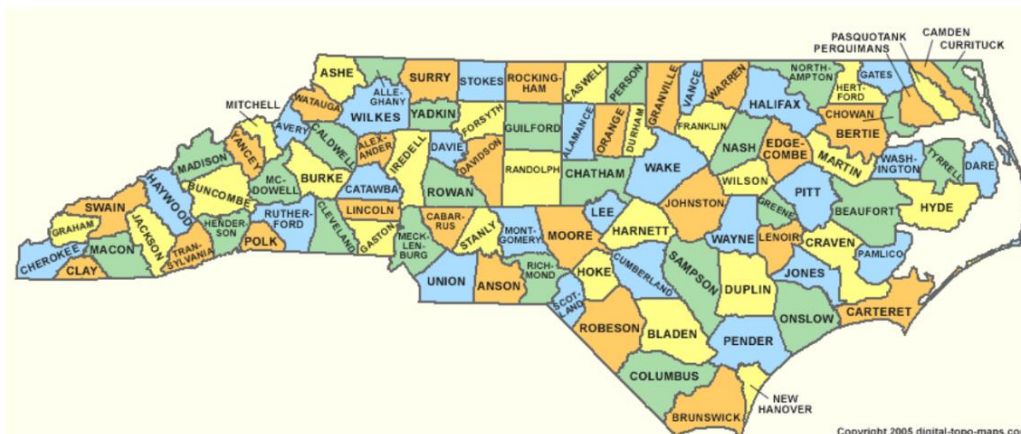 PASQUOTANK
CAMDEN
PERQUIMANS
CURRITUCK
ASHE
ALLE-
GHANY
SURRY
STOKES
ROCKING-
HAM
CASWELL
PERSON
GRANVILLE
VANCE
WARREN
NORTH-
AMPTON
HERT-
FORD
GATES
MITCHELL
WATAUGA
WILKES
YADKIN
FORSYTH
GUILFORD
ALAMANCE
ORANGE
DURHAM
FRANKLIN
HALIFAX
CHOWAN
BERTIE
AVERY
CALDWELL
ALEX-
ANDER
IREDELL
DAVIE
DAVIDSON
RANDOLPH
CHATHAM
WAKE
NASH
EDGE-
COMBE
MARTIN
WASH-
INGTON
TYRRELL
DARE
MADISON
YANCEY
MC-
DOWELL
BURKE
CATAWBA
ROWAN
WILSON
PITT
BEAUFORT
HYDE
SWAIN
HAYWOOD
BUNCOMBE
RUTHER-
FORD
CLEVELAND
LINCOLN
GASTON
CABAR-
RUS
STANLY
MONT-
GOMERY
MOORE
LEE
HARNETT
JOHNSTON
WAYNE
GREENE
LENOIR
CRAVEN
PAMLICO
GRAHAM
CHEROKEE
CLAY
MACON
JACKSON
TRAN-
SYLVANIA
HENDER-
SON
POLK
MECK-
LEN-
BURG
UNION
ANSON
RICH-
MOND
SCOT-
LAND
HOKE
CUMBERLAND
SAMPSON
DUPLIN
JONES
CARTERET
ROBESON
BLADEN
PENDER
ONSLOW
COLUMBUS
BRUNSWICK
NEW
HANOVER
Copyright 2005 digital-topo-maps.com